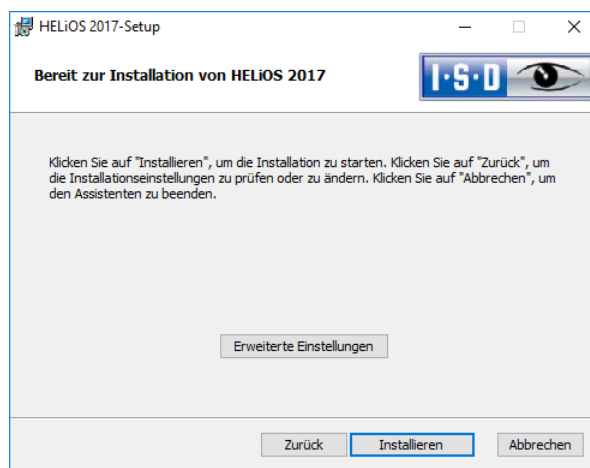 HELiOS 2017-Setup
Bereit zur Installation von HELiOS 2017
I·S·D
Klicken Sie auf "Installieren", um die Installation zu starten. Klicken Sie auf "Zurück", um
die Installationseinstellungen zu prüfen oder zu ändern. Klicken Sie auf "Abbrechen", um
den Assistenten zu beenden.
Erweiterte Einstellungen
Zurück Installieren Abbrechen